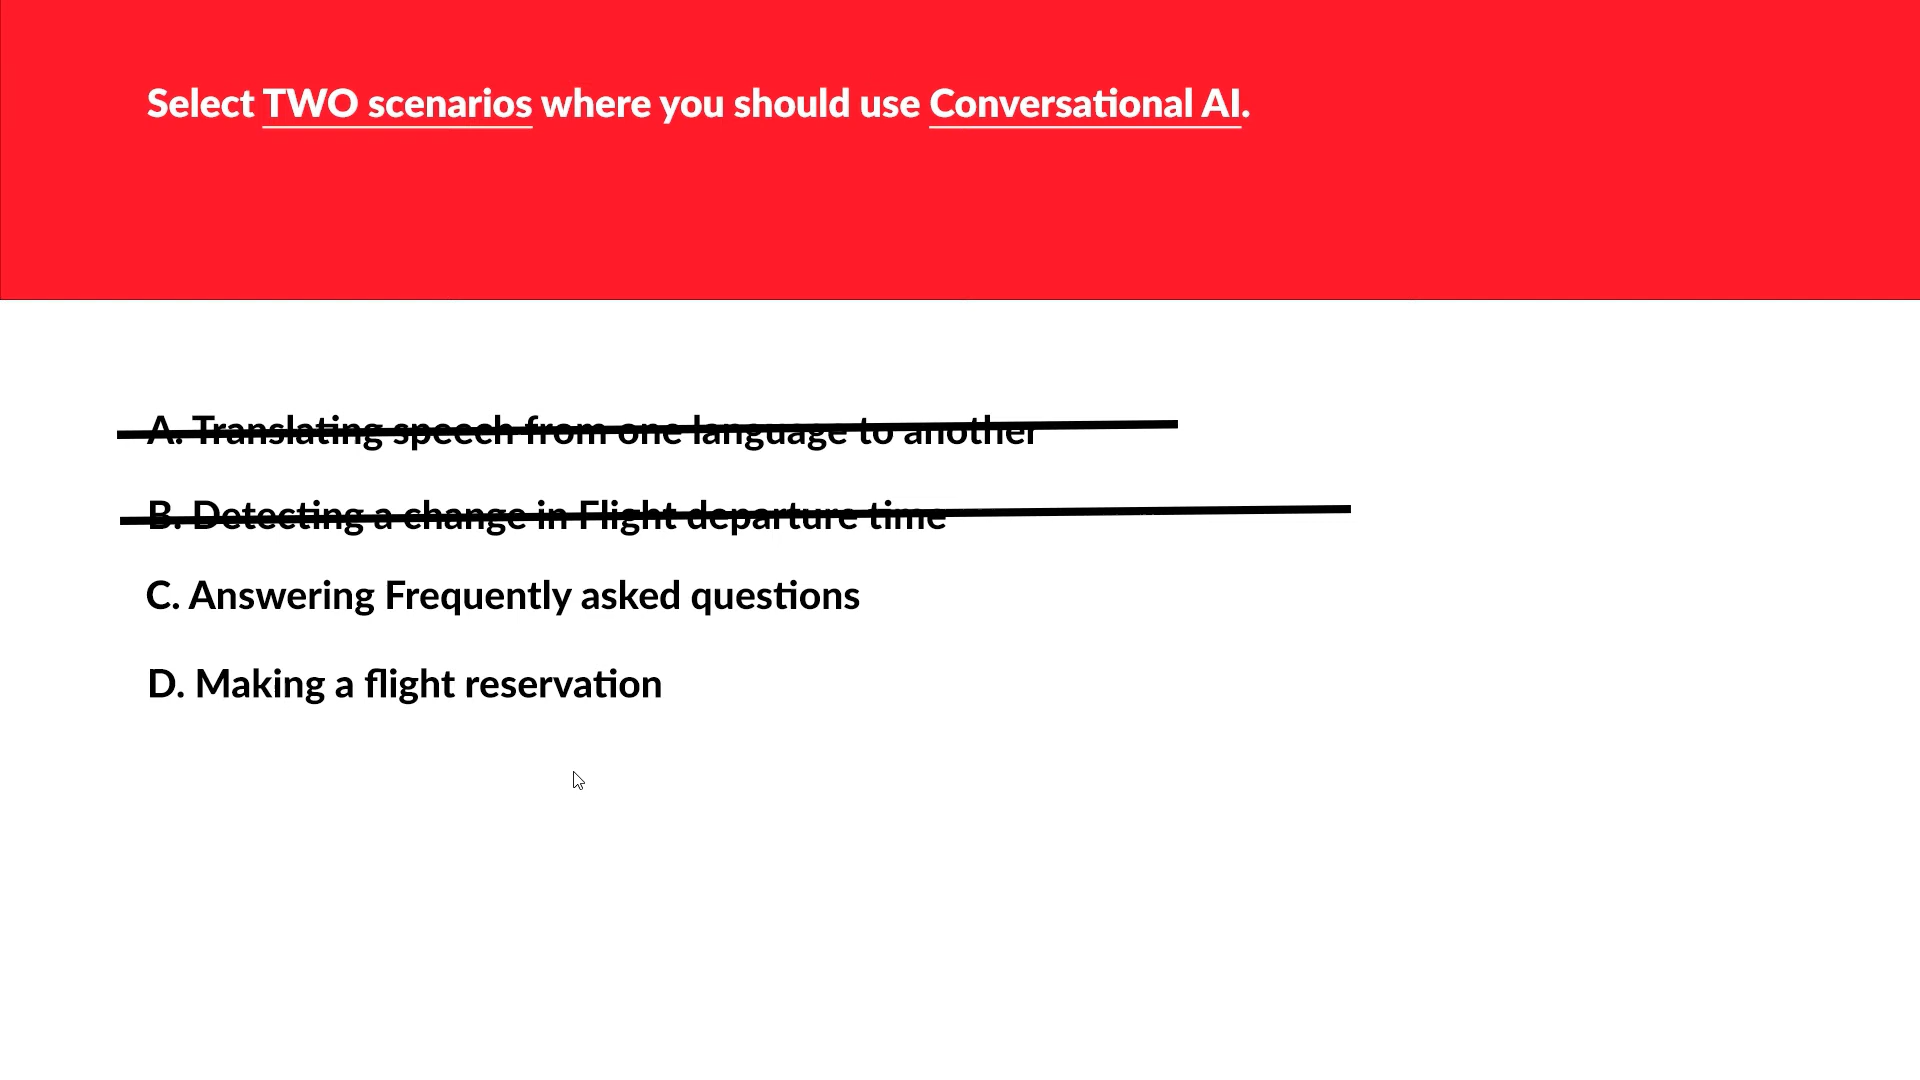 Select TWO scenarios where you should use Conversational AI.
A. Translating speech from one language to another
B. Detecting a change in Flight departure time
C. Answering Frequently asked questions
D. Making a flight reservation